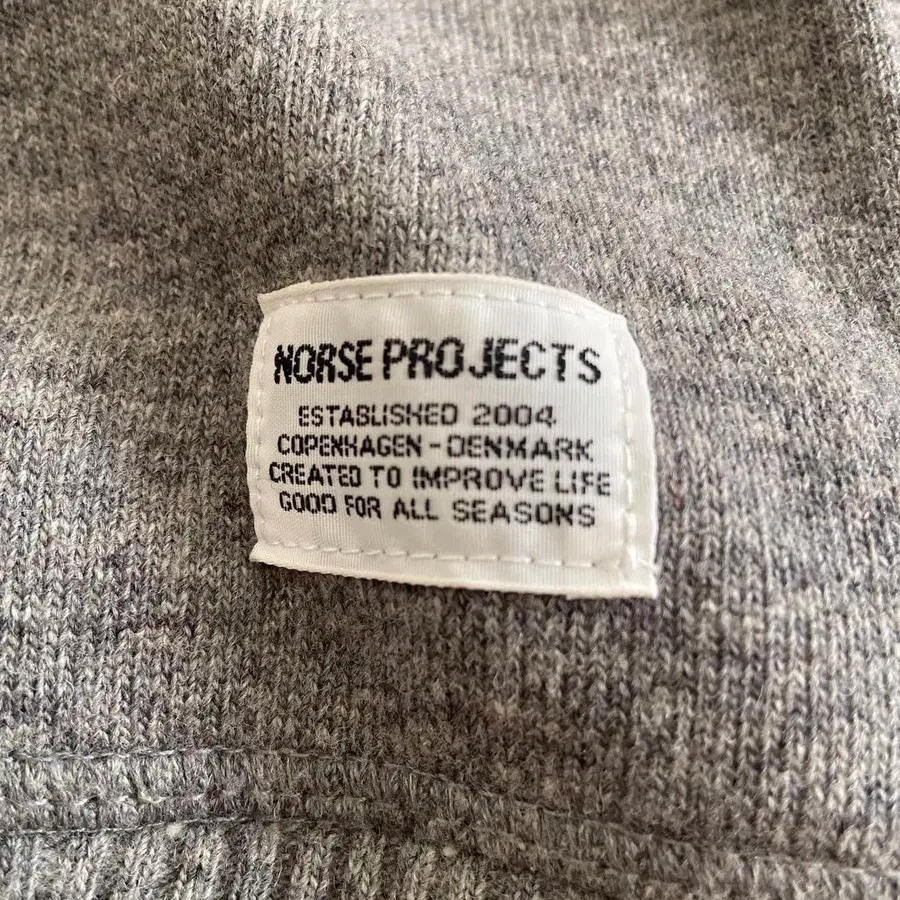 NORSE PROJECTS
ESTABLISHED 2004
COPENHAGEN - DENMARK
CREATED TO IMPROVE LIFE
GOOD FOR ALL SEASONS